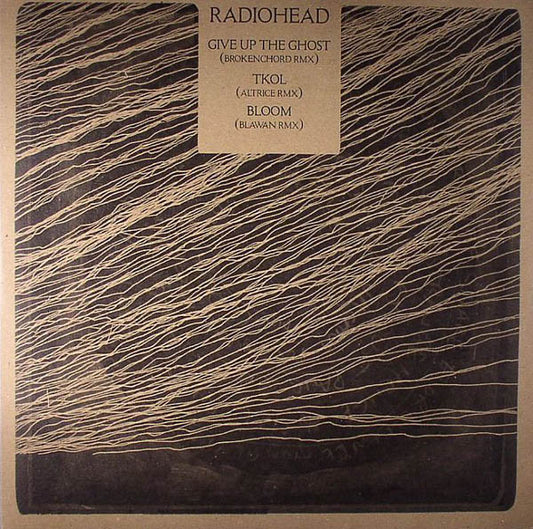 RADIOHEAD
GIVE UP THE GHOST
(BROKENCHORD RMX)
TKOL
(ALTRICE RMX)
BLOOM
(BLAWAN RMX)